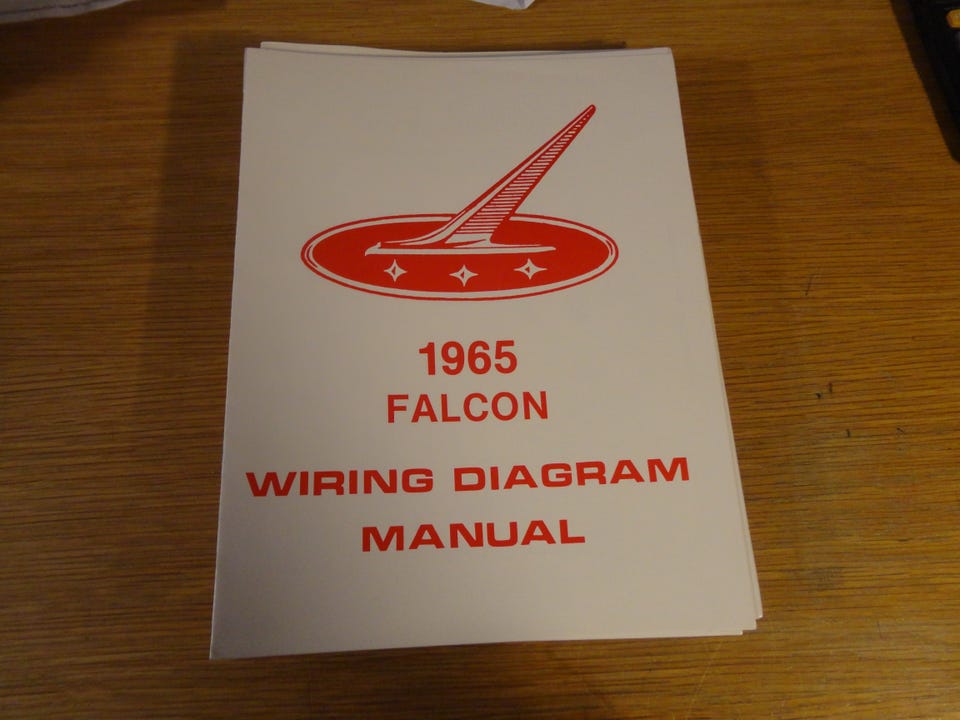 1965
FALCON
WIRING DIAGRAM
MANUAL